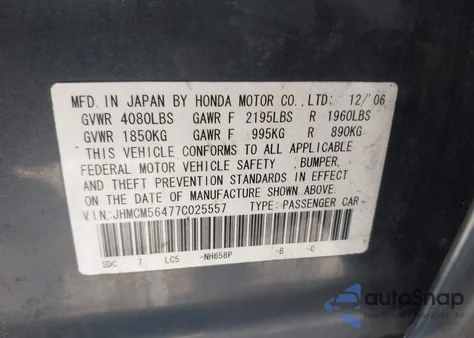 MFD. IN JAPAN BY HONDA MOTOR CO., LTD: 12/'06
GVWR 4080LBS GAWR F 2195LBS R 1960LBS
GVWR 1850KG GAWR F 995KG R 890KG
THIS VEHICLE CONFORMS TO ALL APPLICABLE
FEDERAL MOTOR VEHICLE SAFETY, BUMPER,
AND THEFT PREVENTION STANDARDS IN EFFECT
ON THE DATE OF MANUFACTURE SHOWN ABOVE.
V.I.N: JHMCM56477C025557 TYPE: PASSENGER CAR
SDC 7 LC5 -NH658P -B -C
autoSnap